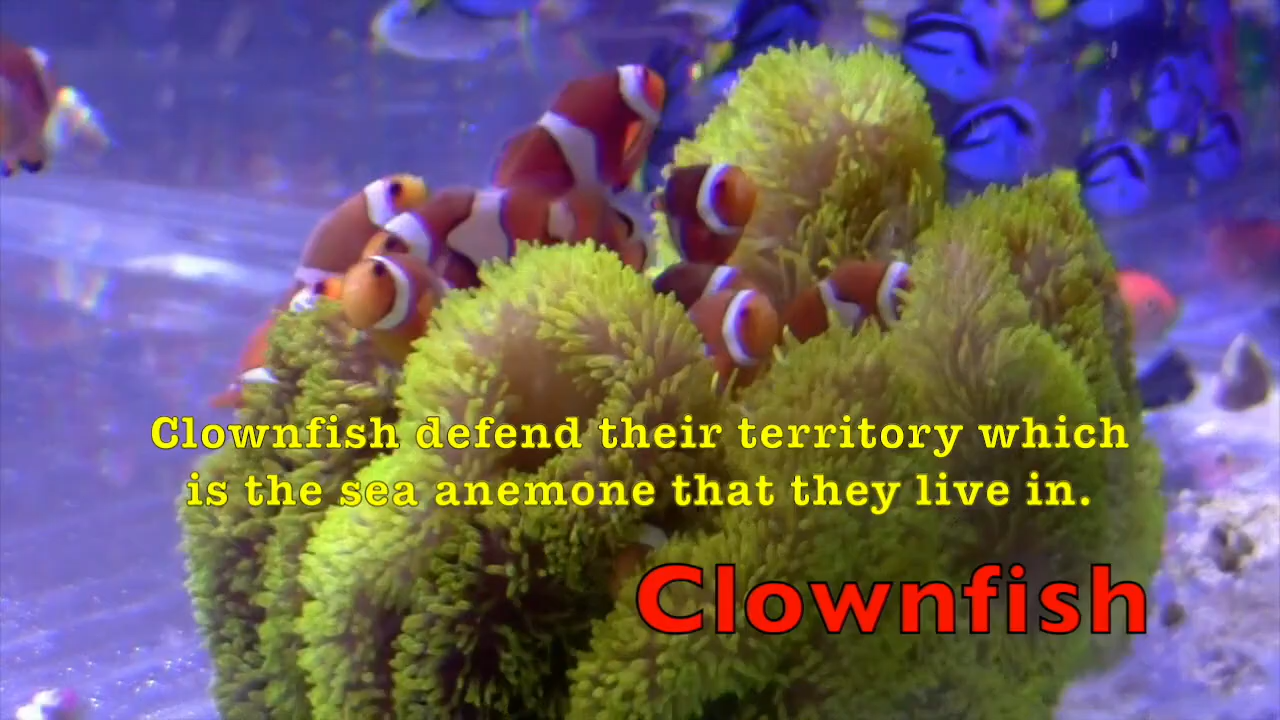 Clownfish defend their territory which
is the sea anemone that they live in.
Clownfish